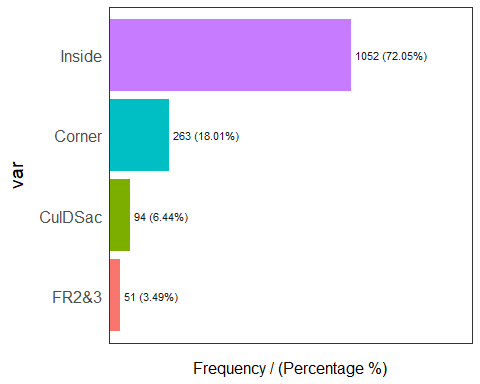 Inside
1052 (72.05%)
Corner
263 (18.01%)
CulDSac
94 (6.44%)
FR2&3
51 (3.49%)
var
Frequency / (Percentage %)